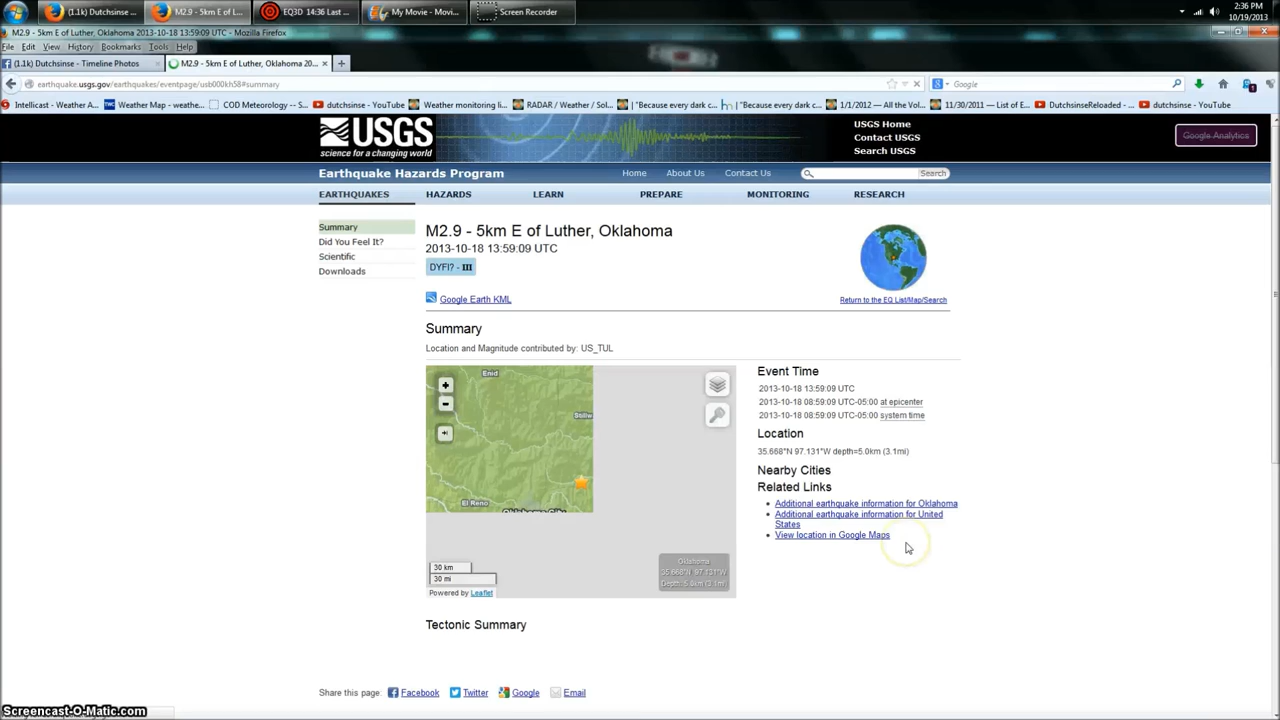 (1.1k) Dutchsinse ...
M2.9 - 5km E of L...
EQ3D 14:36 Last ...
My Movie - Movi...
Screen Recorder
2:36 PM
10/19/2013
M2.9 - 5km E of Luther, Oklahoma 2013-10-18 13:59:09 UTC - Mozilla Firefox
File Edit View History Bookmarks Tools Help
(1.1k) Dutchsinse - Timeline Photos
M2.9 - 5km E of Luther, Oklahoma 20...
earthquake.usgs.gov/earthquakes/eventpage/usb000kh58#summary
Google
Intellicast - Weather A...
Weather Map - weathe...
COD Meteorology -- S...
dutchsinse - YouTube
Weather monitoring li...
RADAR / Weather / Sol...
"Because every dark c...
"Because every dark c...
1/1/2012 — All the Vol...
11/30/2011 — List of E...
DutchsinseReloaded - ...
dutchsinse - YouTube
USGS
science for a changing world
USGS Home
Contact USGS
Search USGS
Google Analytics
Earthquake Hazards Program
Home About Us Contact Us
Search
EARTHQUAKES HAZARDS LEARN PREPARE MONITORING RESEARCH
Summary
Did You Feel It?
Scientific
Downloads
M2.9 - 5km E of Luther, Oklahoma
2013-10-18 13:59:09 UTC
DYFI? - III
Google Earth KML
Return to the EQ List/Map/Search
Summary
Location and Magnitude contributed by: US_TUL
Enid
Stillw
El Reno
Oklahoma City
30 km
30 mi
Powered by Leaflet
Oklahoma
35.668°N 97.131°W
Depth: 5.0km (3.1mi)
Event Time
2013-10-18 13:59:09 UTC
2013-10-18 08:59:09 UTC-05:00 at epicenter
2013-10-18 08:59:09 UTC-05:00 system time
Location
35.668°N 97.131°W depth=5.0km (3.1mi)
Nearby Cities
Related Links
Additional earthquake information for Oklahoma
Additional earthquake information for United
States
View location in Google Maps
Tectonic Summary
Share this page: Facebook Twitter Google Email
Screencast-O-Matic.com